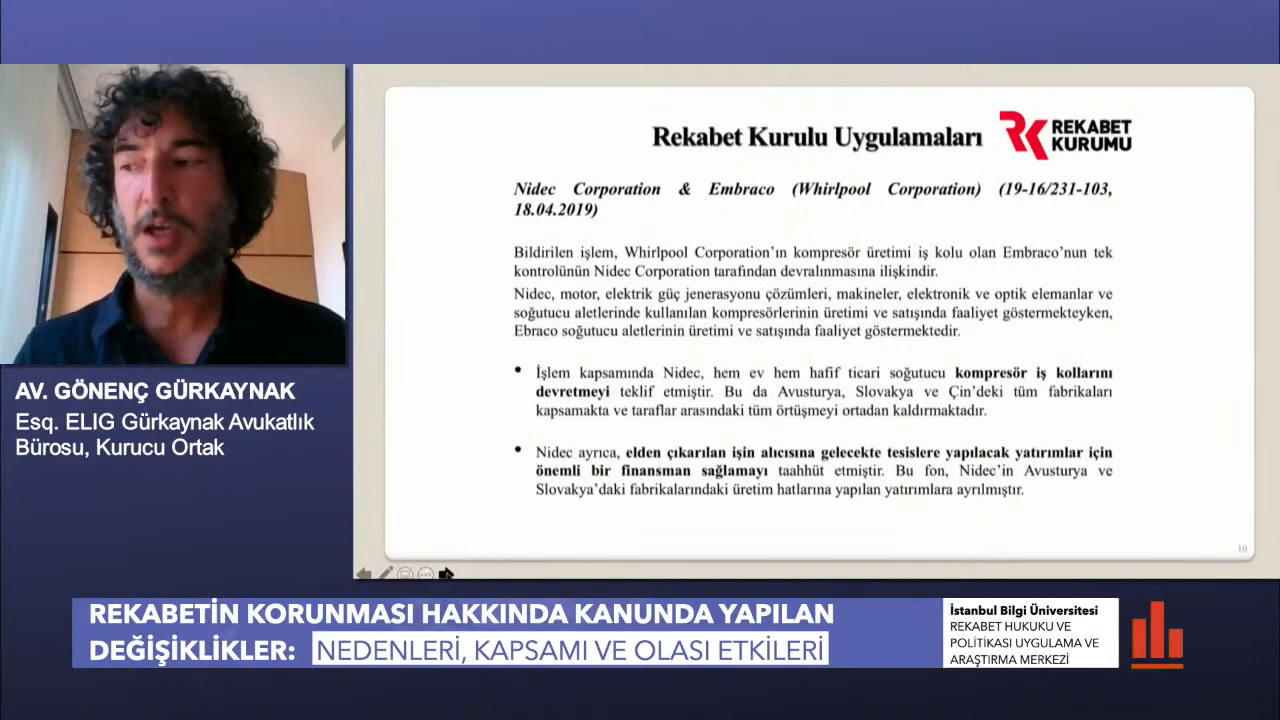 Rekabet Kurulu Uygulamaları
REKABET
KURUMU
Nidec Corporation & Embraco (Whirlpool Corporation) (19-16/231-103,
18.04.2019)
Bildirilen işlem, Whirlpool Corporation’ın kompresör üretimi iş kolu olan Embraco’nun tek
kontrolünün Nidec Corporation tarafından devralınmasına ilişkindir.
Nidec, motor, elektrik güç jenerasyonu çözümleri, makineler, elektronik ve optik elemanlar ve
soğutucu aletlerinde kullanılan kompresörlerinin üretimi ve satışında faaliyet göstermekteyken,
Ebraco soğutucu aletlerinin üretimi ve satışında faaliyet göstermektedir.
• İşlem kapsamında Nidec, hem ev hem hafif ticari soğutucu kompresör iş kollarını
devretmeyi teklif etmiştir. Bu da Avusturya, Slovakya ve Çin’deki tüm fabrikaları
kapsamakta ve taraflar arasındaki tüm örtüşmeyi ortadan kaldırmaktadır.
• Nidec ayrıca, elden çıkarılan işin alıcısına gelecekte tesislere yapılacak yatırımlar için
önemli bir finansman sağlamayı taahhüt etmiştir. Bu fon, Nidec’in Avusturya ve
Slovakya’daki fabrikalarındaki üretim hatlarına yapılan yatırımlara ayrılmıştır.
10
AV. GÖNENÇ GÜRKAYNAK
Esq. ELIG Gürkaynak Avukatlık
Bürosu, Kurucu Ortak
REKABETİN KORUNMASI HAKKINDA KANUNDA YAPILAN
DEĞİŞİKLİKLER: NEDENLERİ, KAPSAMI VE OLASI ETKİLERİ
İstanbul Bilgi Üniversitesi
REKABET HUKUKU VE
POLİTİKASI UYGULAMA VE
ARAŞTIRMA MERKEZİ